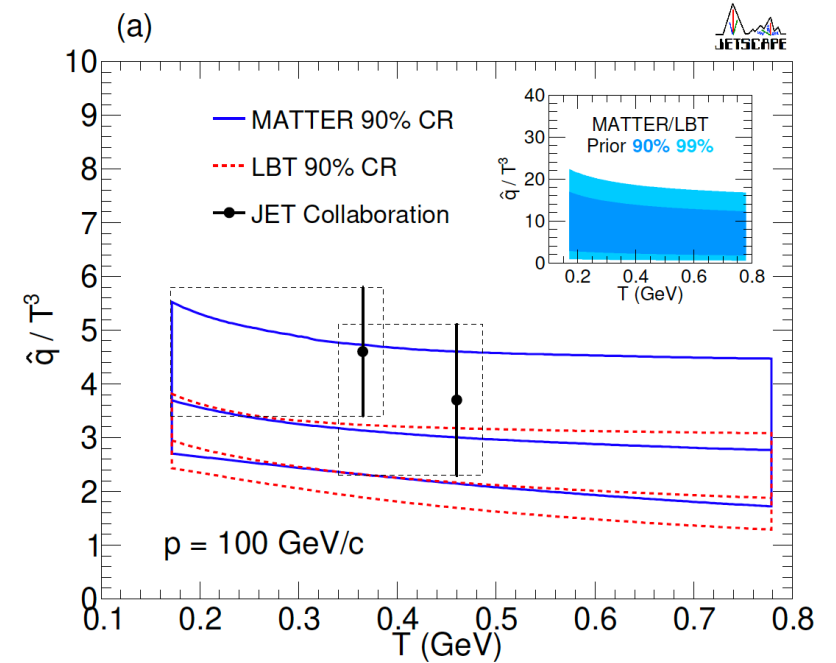 (a)
JETSCAPE
10
9
8
7
6
5
4
3
2
1
0
q̂ / T³
MATTER 90% CR
LBT 90% CR
JET Collaboration
40
30
20
10
0
q̂ / T³
MATTER/LBT
Prior 90% 99%
0.2 0.4 0.6 0.8
T (GeV)
p = 100 GeV/c
0.1 0.2 0.3 0.4 0.5 0.6 0.7 0.8
T (GeV)